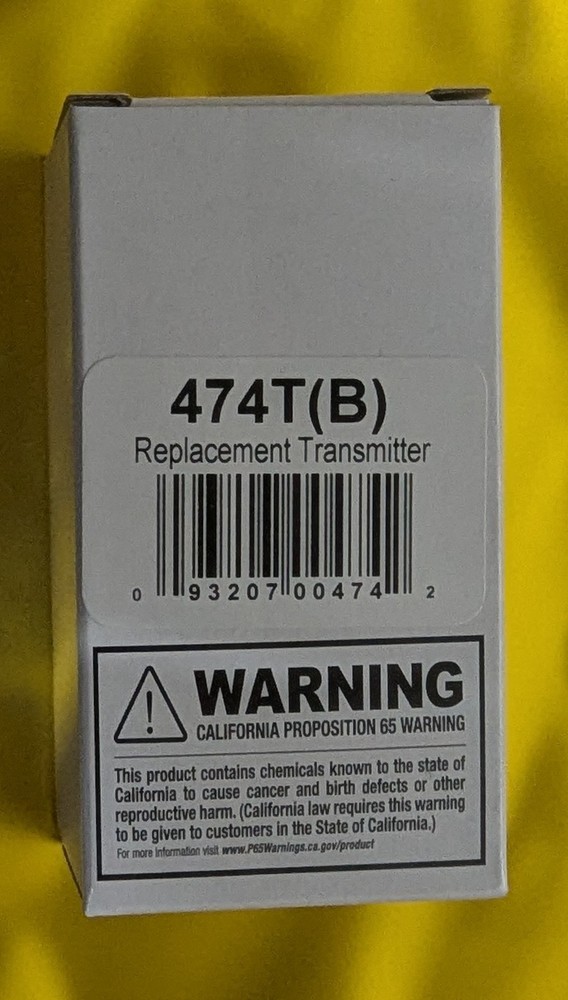 474T(B)
Replacement Transmitter
0 93207 00474 2
WARNING
CALIFORNIA PROPOSITION 65 WARNING
This product contains chemicals known to the state of
California to cause cancer and birth defects or other
reproductive harm. (California law requires this warning
to be given to customers in the State of California.)
For more information visit www.P65Warnings.ca.gov/product